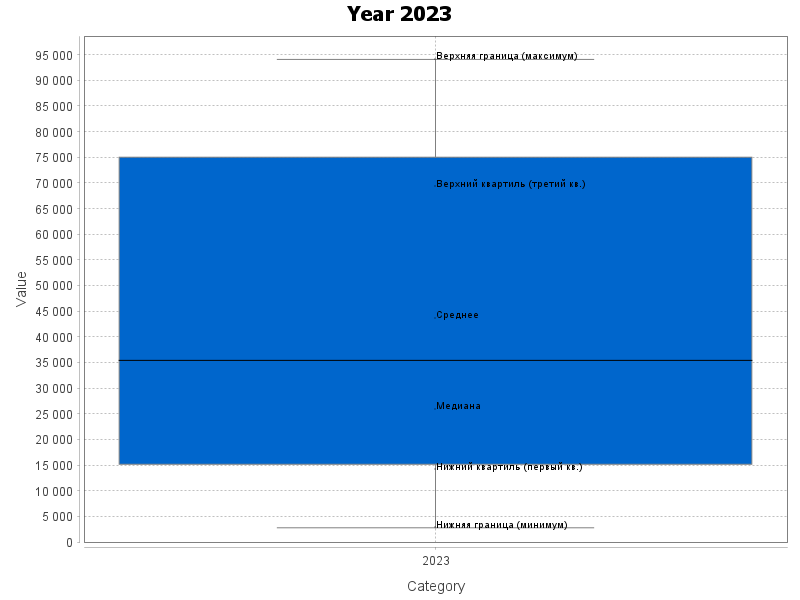 Year 2023
Верхняя граница (максимум)
95 000
90 000
85 000
80 000
75 000
Верхний квартиль (третий кв.)
70 000
65 000
60 000
55 000
50 000
Value
Среднее
45 000
40 000
35 000
30 000
Медиана
25 000
20 000
Нижний квартиль (первый кв.)
15 000
10 000
5 000
Нижняя граница (минимум)
0
2023
Category